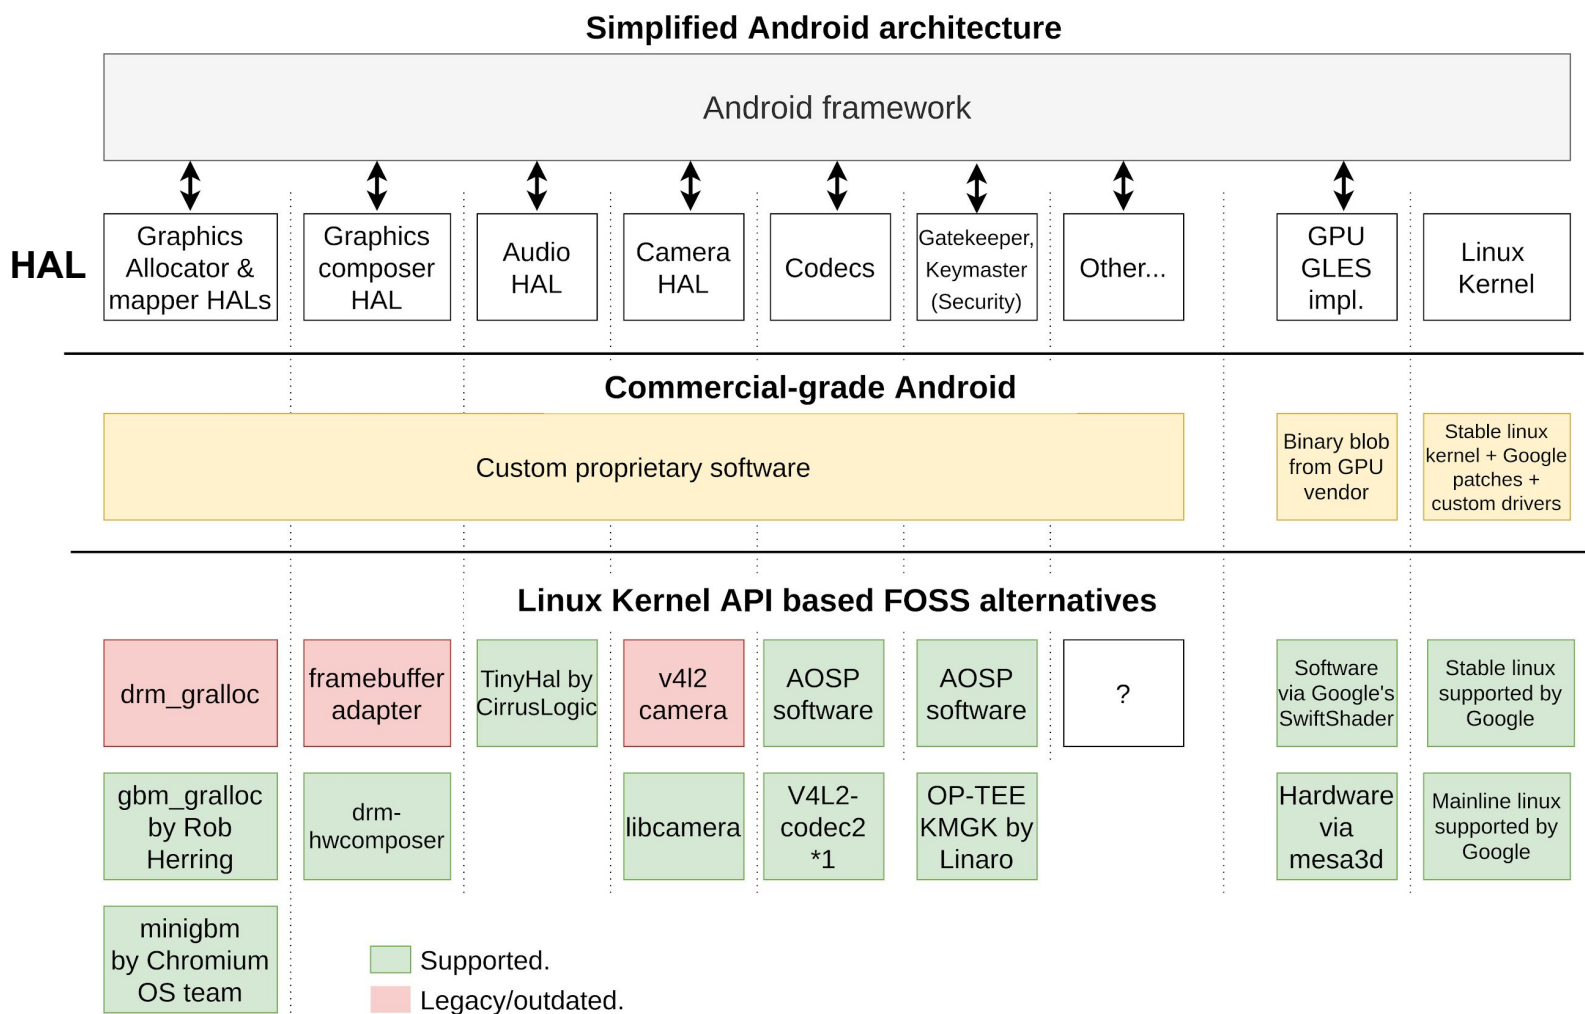 Simplified Android architecture
Android framework
HAL
Graphics
Allocator &
mapper HALs
Graphics
composer
HAL
Audio
HAL
Camera
HAL
Codecs
Gatekeeper,
Keymaster
(Security)
Other...
GPU
GLES
impl.
Linux
Kernel
Commercial-grade Android
Custom proprietary software
Binary blob
from GPU
vendor
Stable linux
kernel + Google
patches +
custom drivers
Linux Kernel API based FOSS alternatives
drm_gralloc
framebuffer
adapter
TinyHal by
CirrusLogic
v4l2
camera
AOSP
software
AOSP
software
?
Software
via Google's
SwiftShader
Stable linux
supported by
Google
gbm_gralloc
by Rob
Herring
drm-
hwcomposer
libcamera
V4L2-
codec2
*1
OP-TEE
KMGK by
Linaro
Hardware
via
mesa3d
Mainline linux
supported by
Google
minigbm
by Chromium
OS team
Supported.
Legacy/outdated.